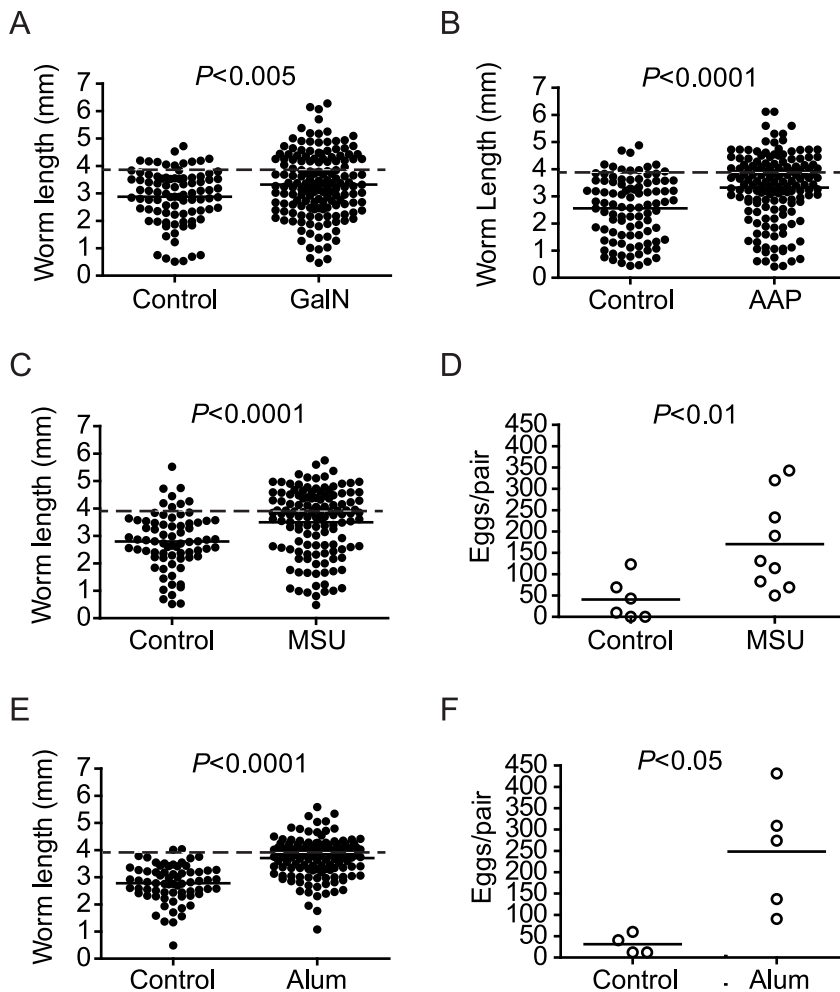 A
P<0.005
Worm length (mm)
7
6
5
4
3
2
1
0
Control
GalN
B
P<0.0001
Worm Length (mm)
7
6
5
4
3
2
1
0
Control
AAP
C
P<0.0001
Worm length (mm)
7
6
5
4
3
2
1
0
Control
MSU
D
P<0.01
Eggs/pair
450
400
350
300
250
200
150
100
50
0
Control
MSU
E
P<0.0001
Worm length (mm)
7
6
5
4
3
2
1
0
Control
Alum
F
P<0.05
Eggs/pair
450
400
350
300
250
200
150
100
50
0
Control
Alum